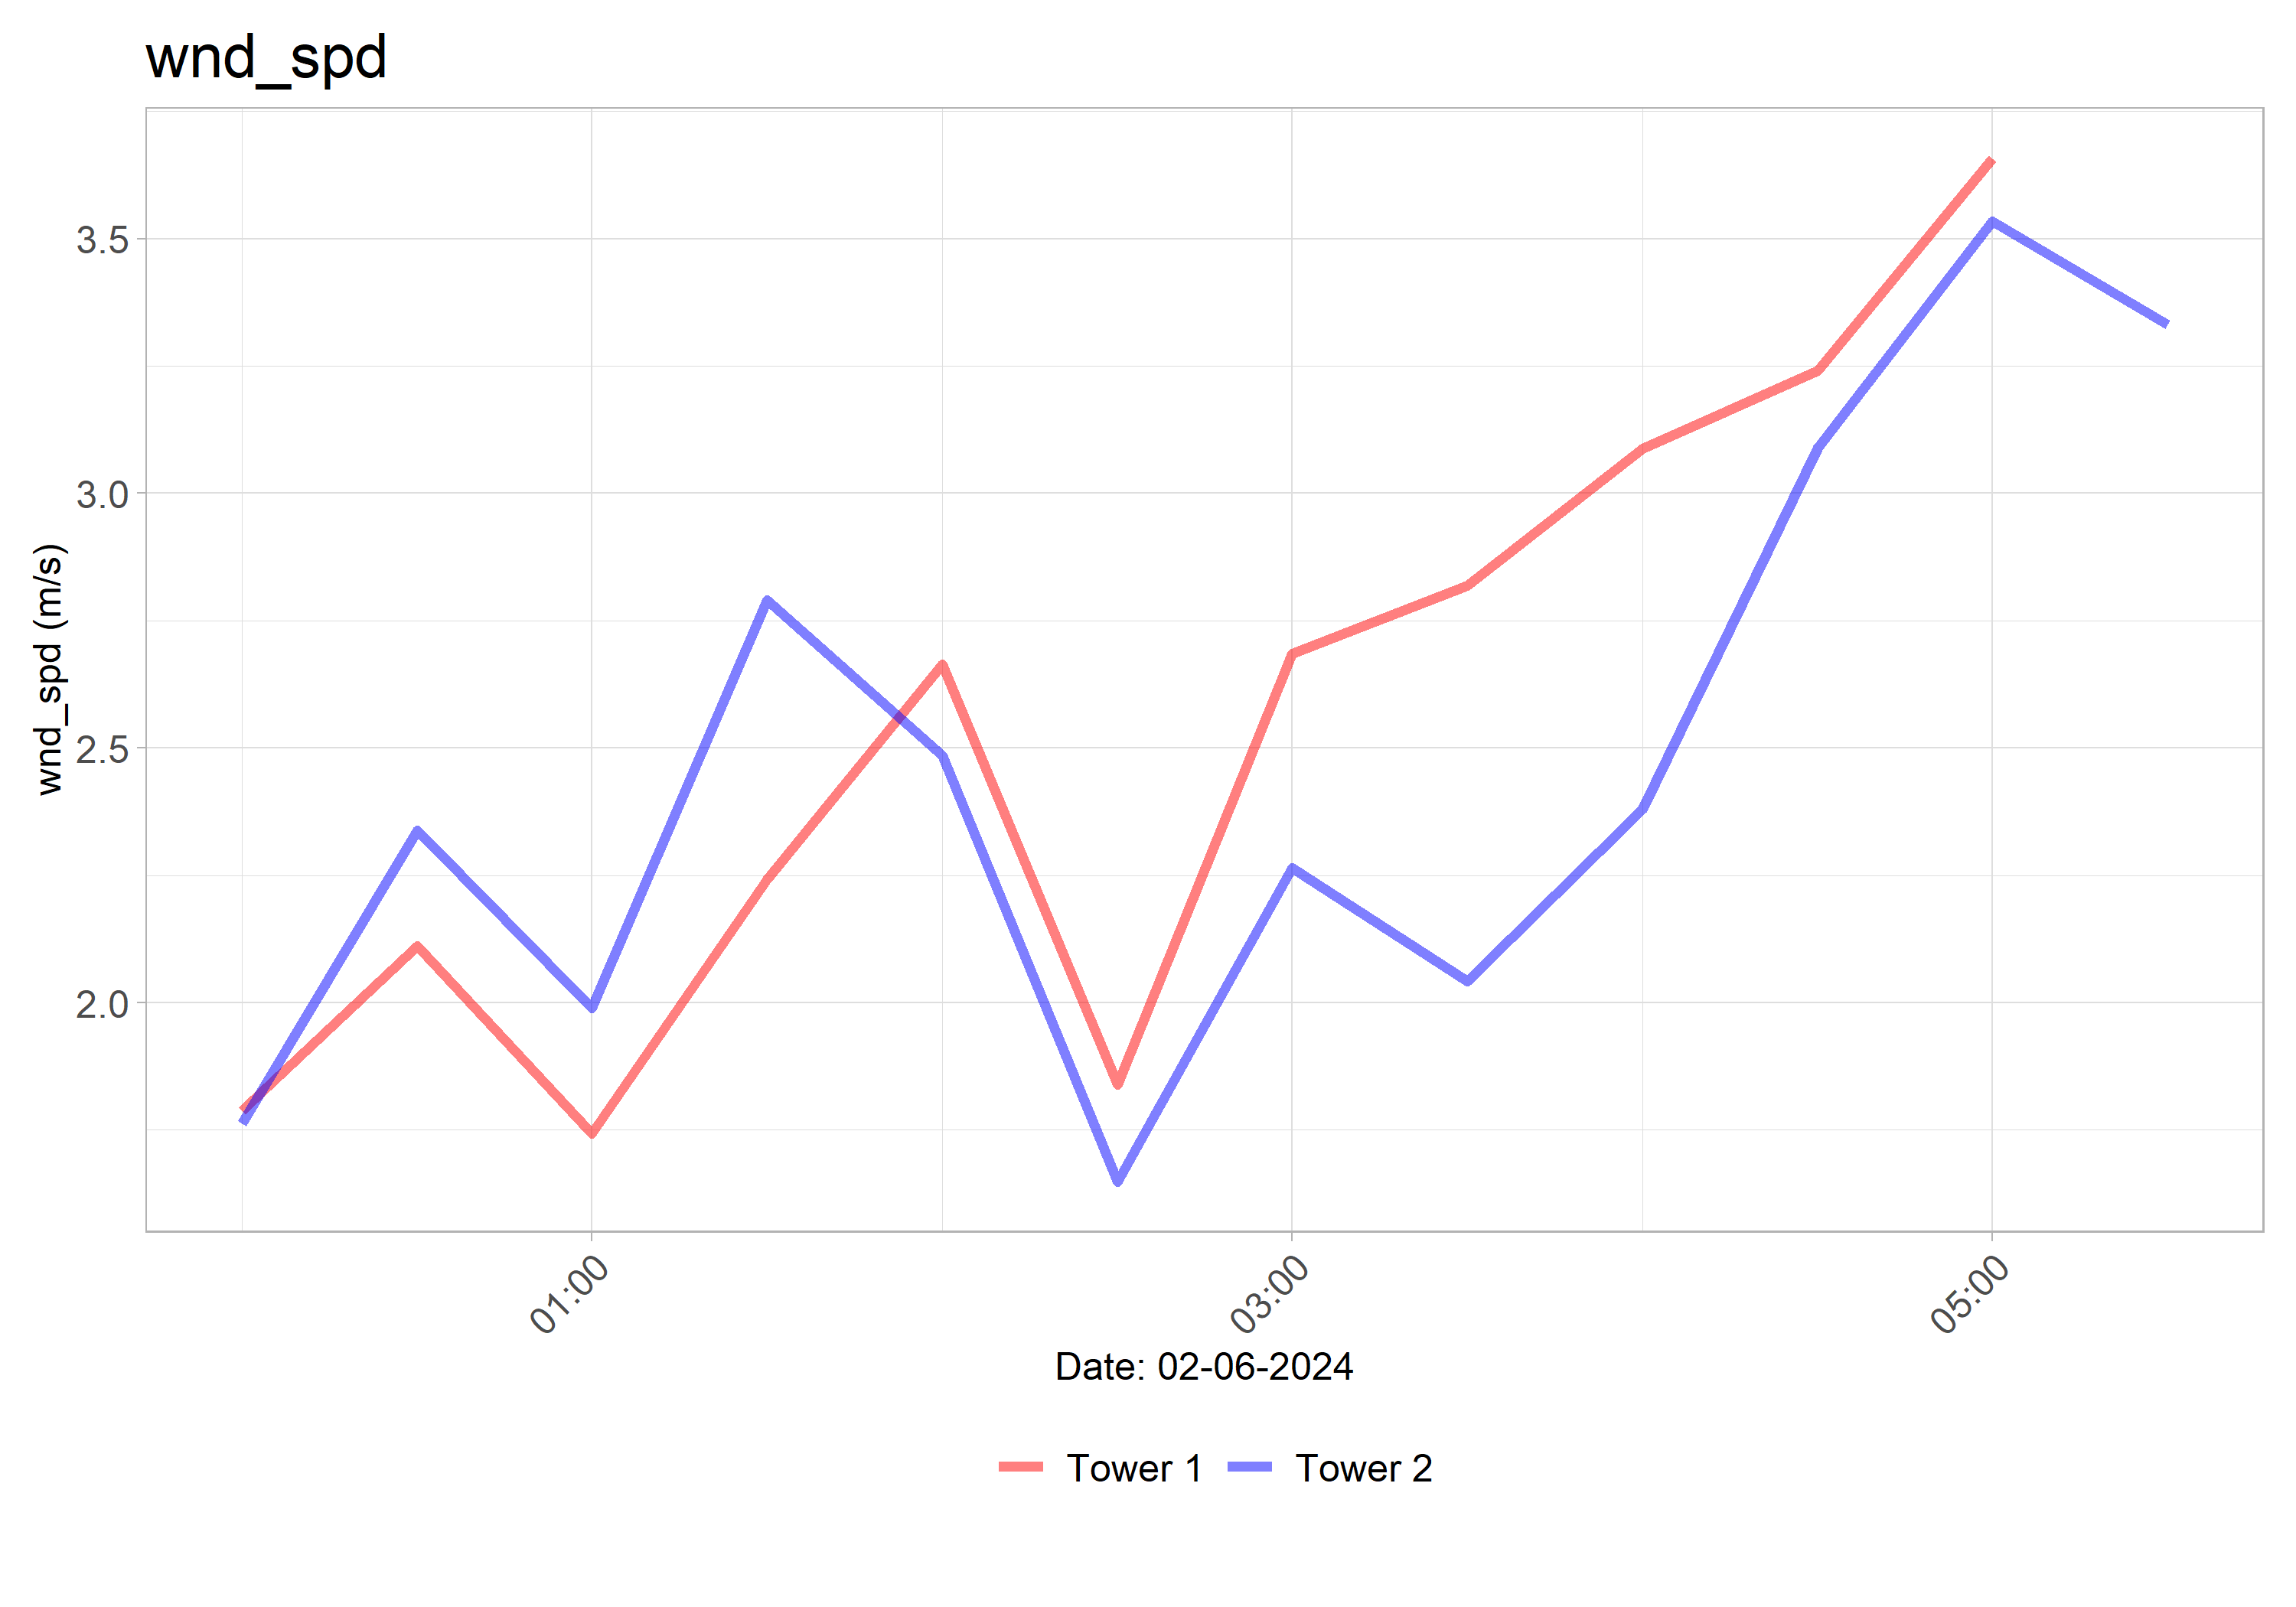 wnd_spd
wnd_spd (m/s)
3.5
3.0
2.5
2.0
01:00
03:00
05:00
Date: 02-06-2024
Tower 1
Tower 2